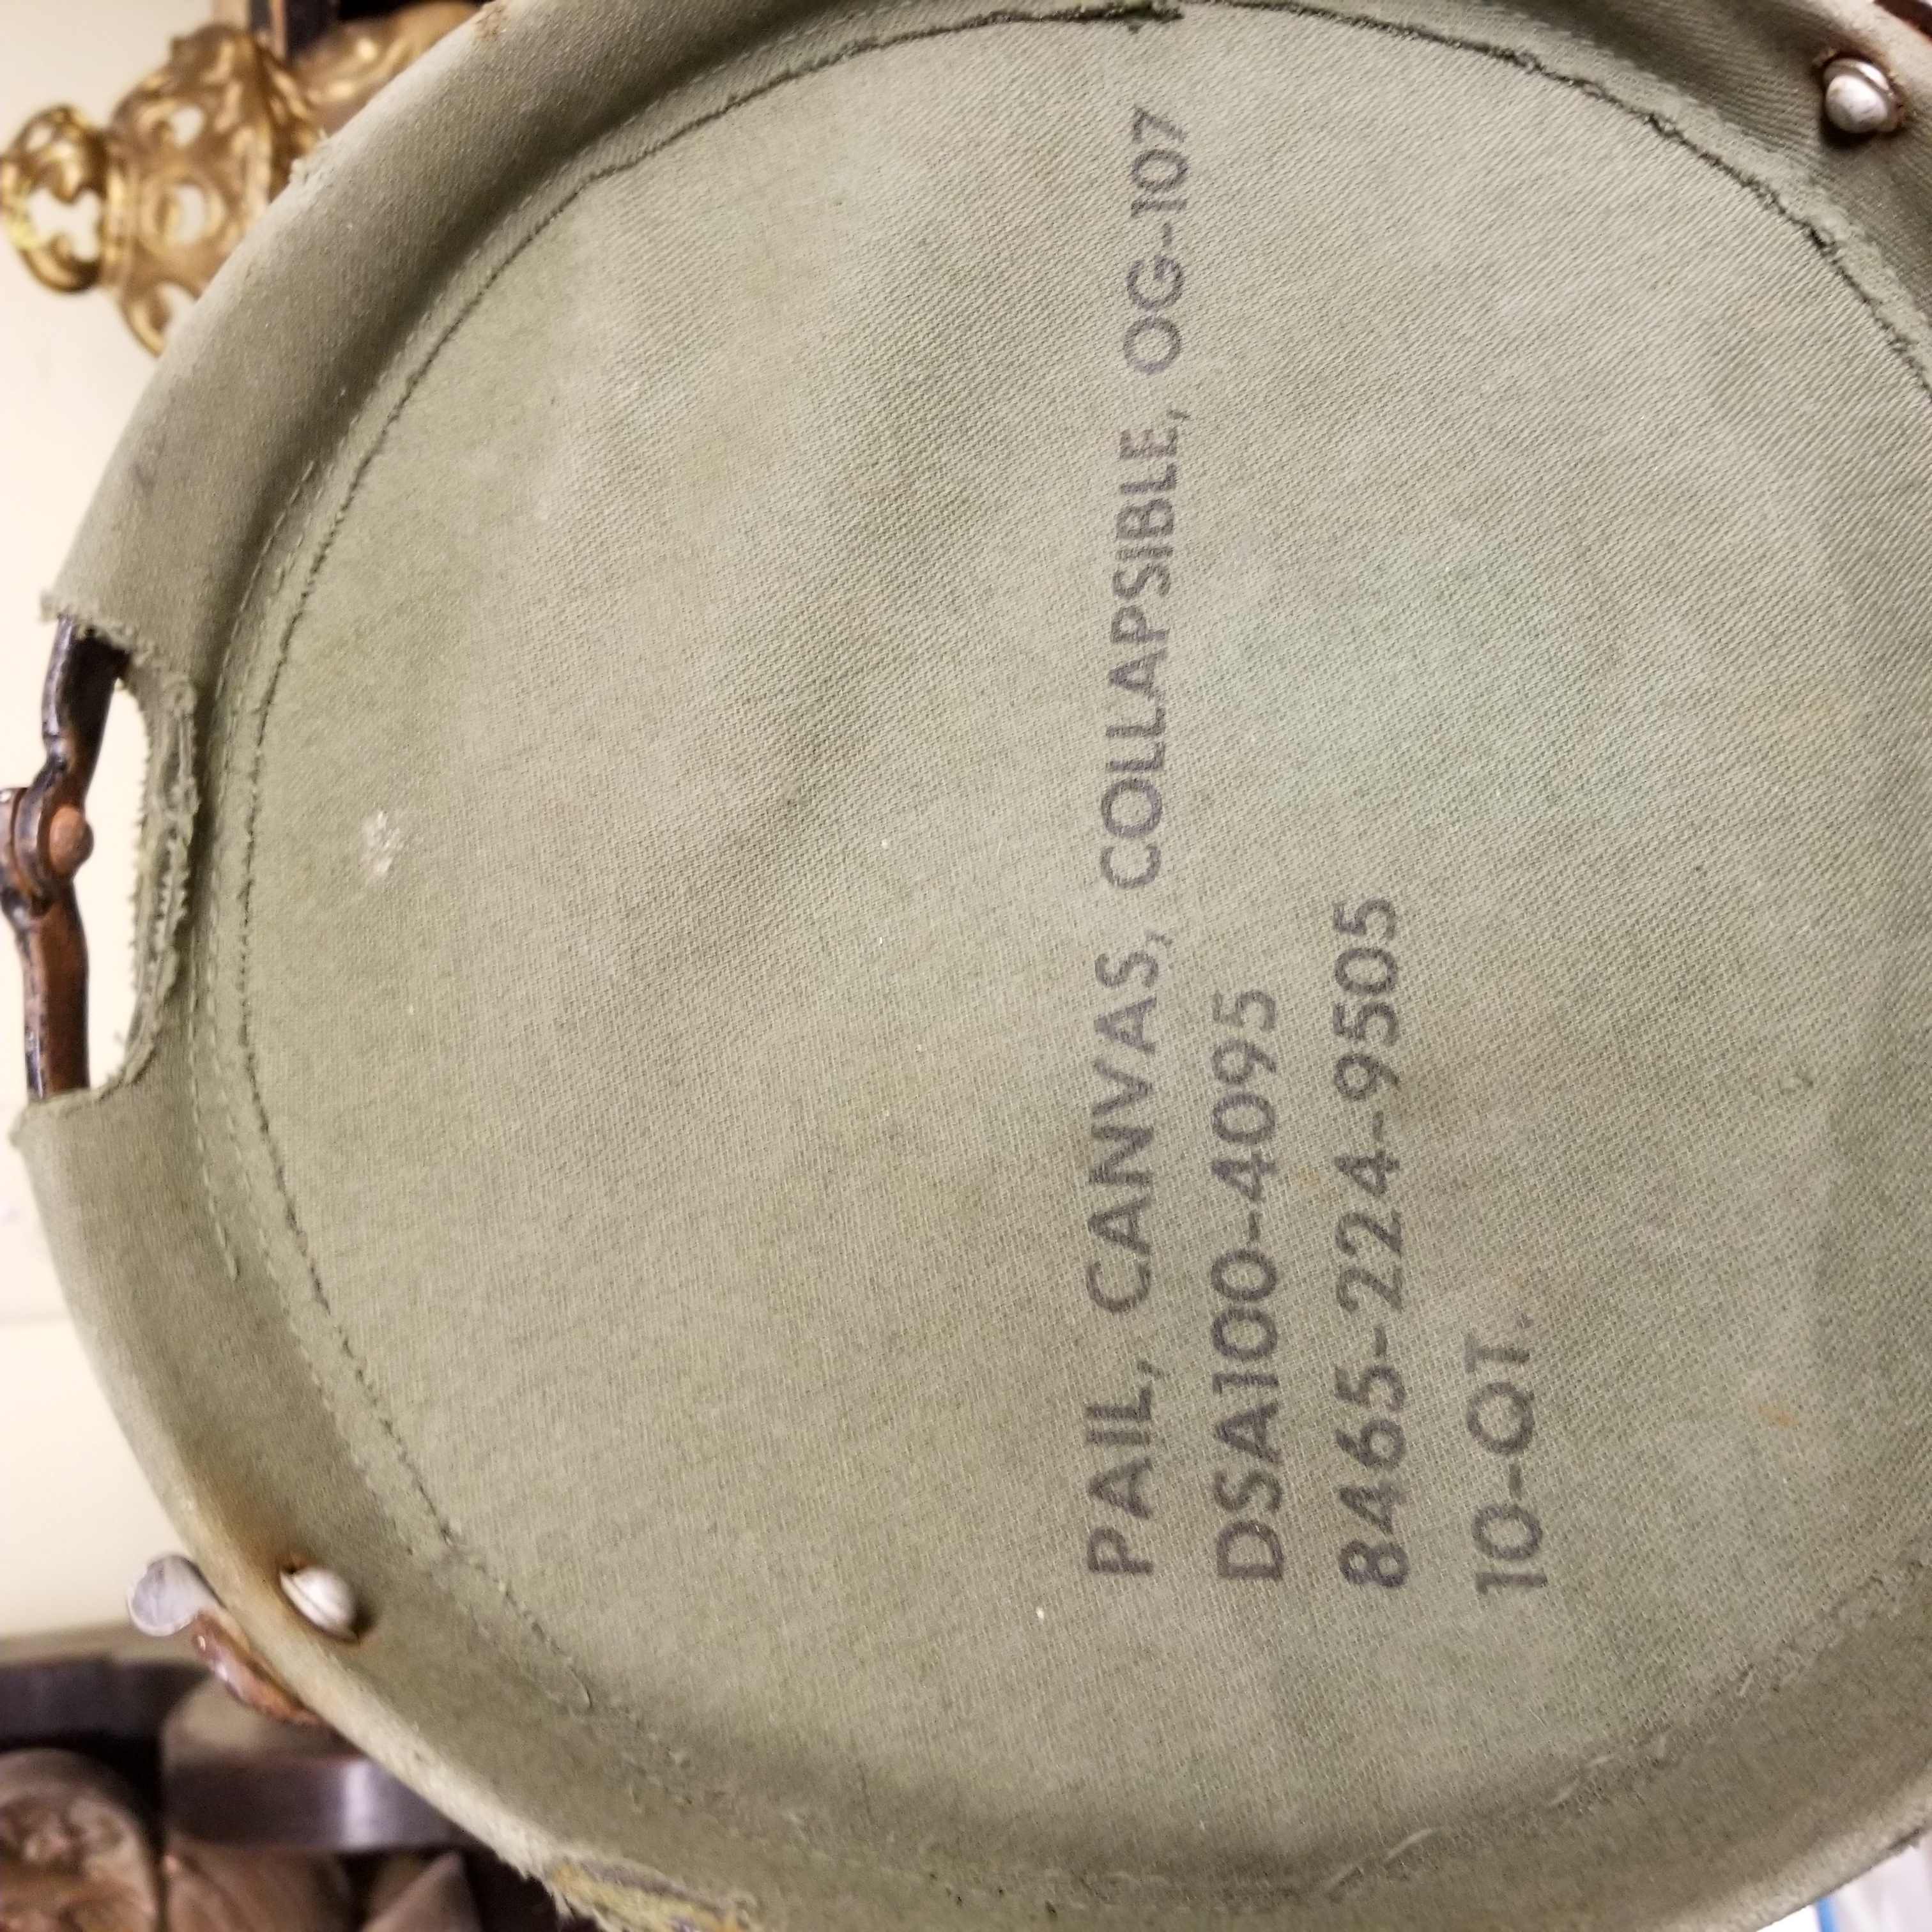 PAIL, CANVAS, COLLAPSIBLE, OG-107
DSA100-4095
8465-224-9505
10-QT.